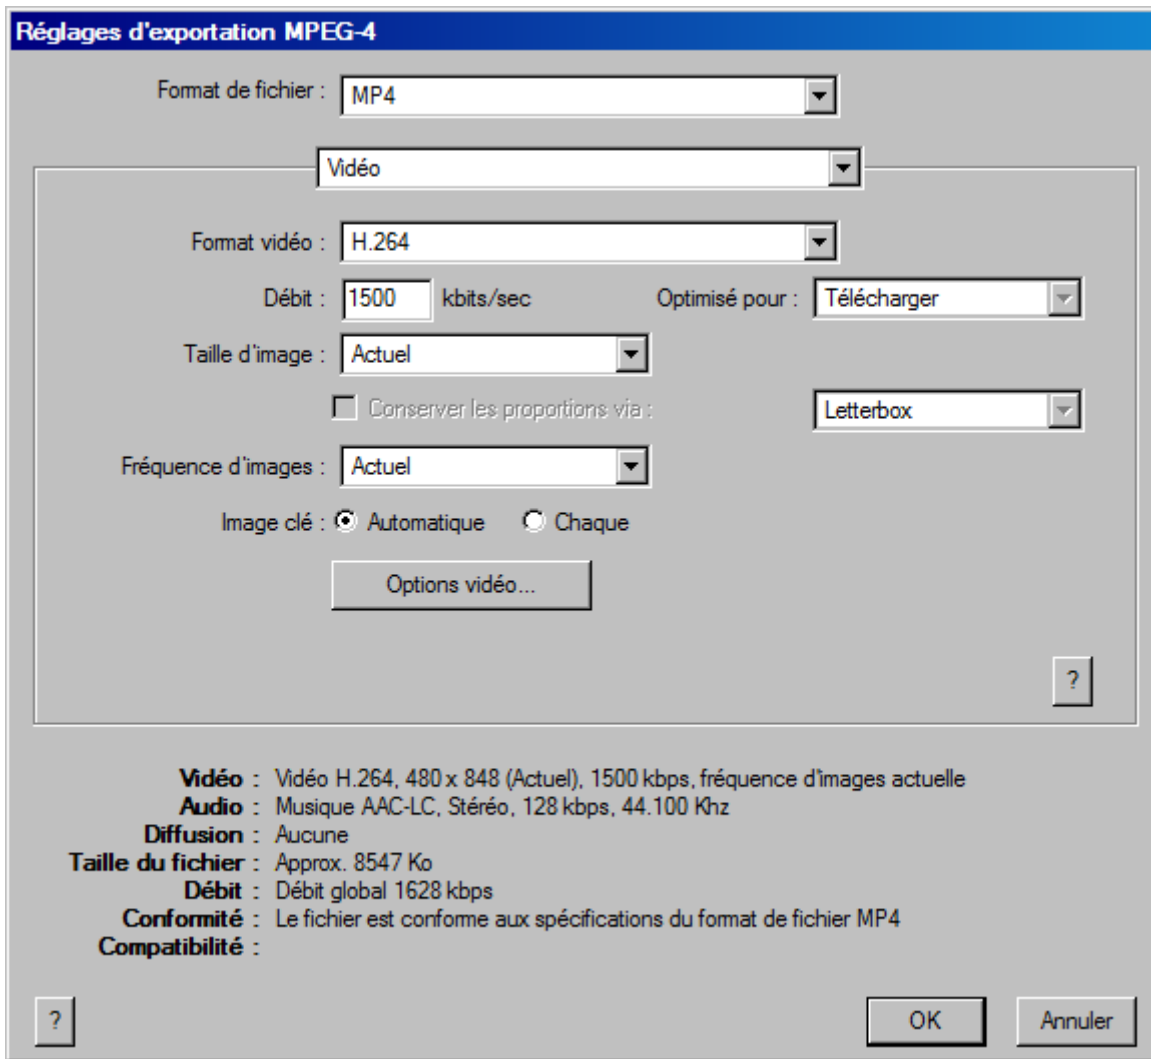 Réglages d'exportation MPEG-4
Format de fichier : MP4
Vidéo
Format vidéo : H.264
Débit : 1500 kbits/sec Optimisé pour : Télécharger
Taille d'image : Actuel
Conserver les proportions via : Letterbox
Fréquence d'images : Actuel
Image clé : Automatique Chaque
Options vidéo...
?
Vidéo : Vidéo H.264, 480 x 848 (Actuel), 1500 kbps, fréquence d'images actuelle
Audio : Musique AAC-LC, Stéréo, 128 kbps, 44.100 Khz
Diffusion : Aucune
Taille du fichier : Approx. 8547 Ko
Débit : Débit global 1628 kbps
Conformité : Le fichier est conforme aux spécifications du format de fichier MP4
Compatibilité :
? OK Annuler